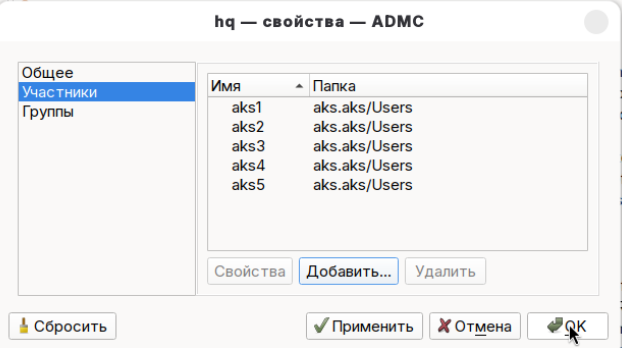 hq — свойства — ADMC
Общее
Участники
Группы
Имя Папка
aks1 aks.aks/Users
aks2 aks.aks/Users
aks3 aks.aks/Users
aks4 aks.aks/Users
aks5 aks.aks/Users
Свойства Добавить... Удалить
Сбросить Применить Отмена OK